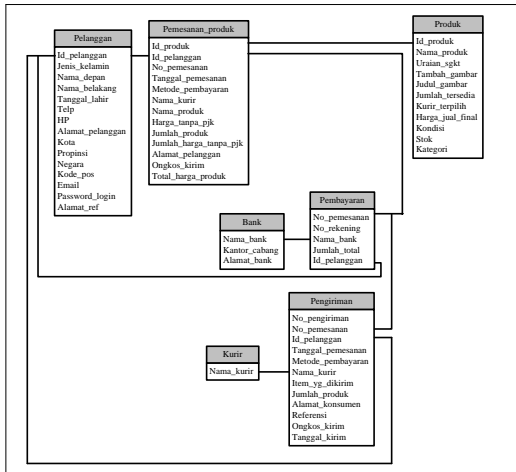 Pelanggan
Id_pelanggan
Jenis_kelamin
Nama_depan
Nama_belakang
Tanggal_lahir
Telp
HP
Alamat_pelanggan
Kota
Propinsi
Negara
Kode_pos
Email
Password_login
Alamat_ref
Pemesanan_produk
Id_produk
Id_pelanggan
No_pemesanan
Tanggal_pemesanan
Metode_pembayaran
Nama_kurir
Nama_produk
Harga_tanpa_pjk
Jumlah_produk
Jumlah_harga_tanpa_pjk
Alamat_pelanggan
Ongkos_kirim
Total_harga_produk
Produk
Id_produk
Nama_produk
Uraian_sgkt
Tambah_gambar
Judul_gambar
Jumlah_tersedia
Kurir_terpilih
Harga_jual_final
Kondisi
Stok
Kategori
Bank
Nama_bank
Kantor_cabang
Alamat_bank
Pembayaran
No_pemesanan
No_rekening
Nama_bank
Jumlah_total
Id_pelanggan
Kurir
Nama_kurir
Pengiriman
No_pengiriman
No_pemesanan
Id_pelanggan
Tanggal_pemesanan
Metode_pembayaran
Nama_kurir
Item_yg_dikirim
Jumlah_produk
Alamat_konsumen
Referensi
Ongkos_kirim
Tanggal_kirim